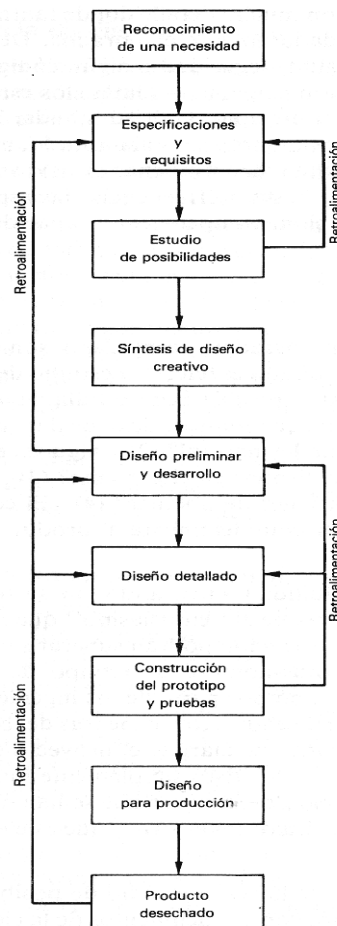 Reconocimiento
de una necesidad
Especificaciones
y
requisitos
Retroalimentación
Retroalimentación
Estudio
de posibilidades
Síntesis de diseño
creativo
Diseño preliminar
y desarrollo
Diseño detallado
Retroalimentación
Construcción
del prototipo
y pruebas
Retroalimentación
Diseño
para producción
Producto
desechado